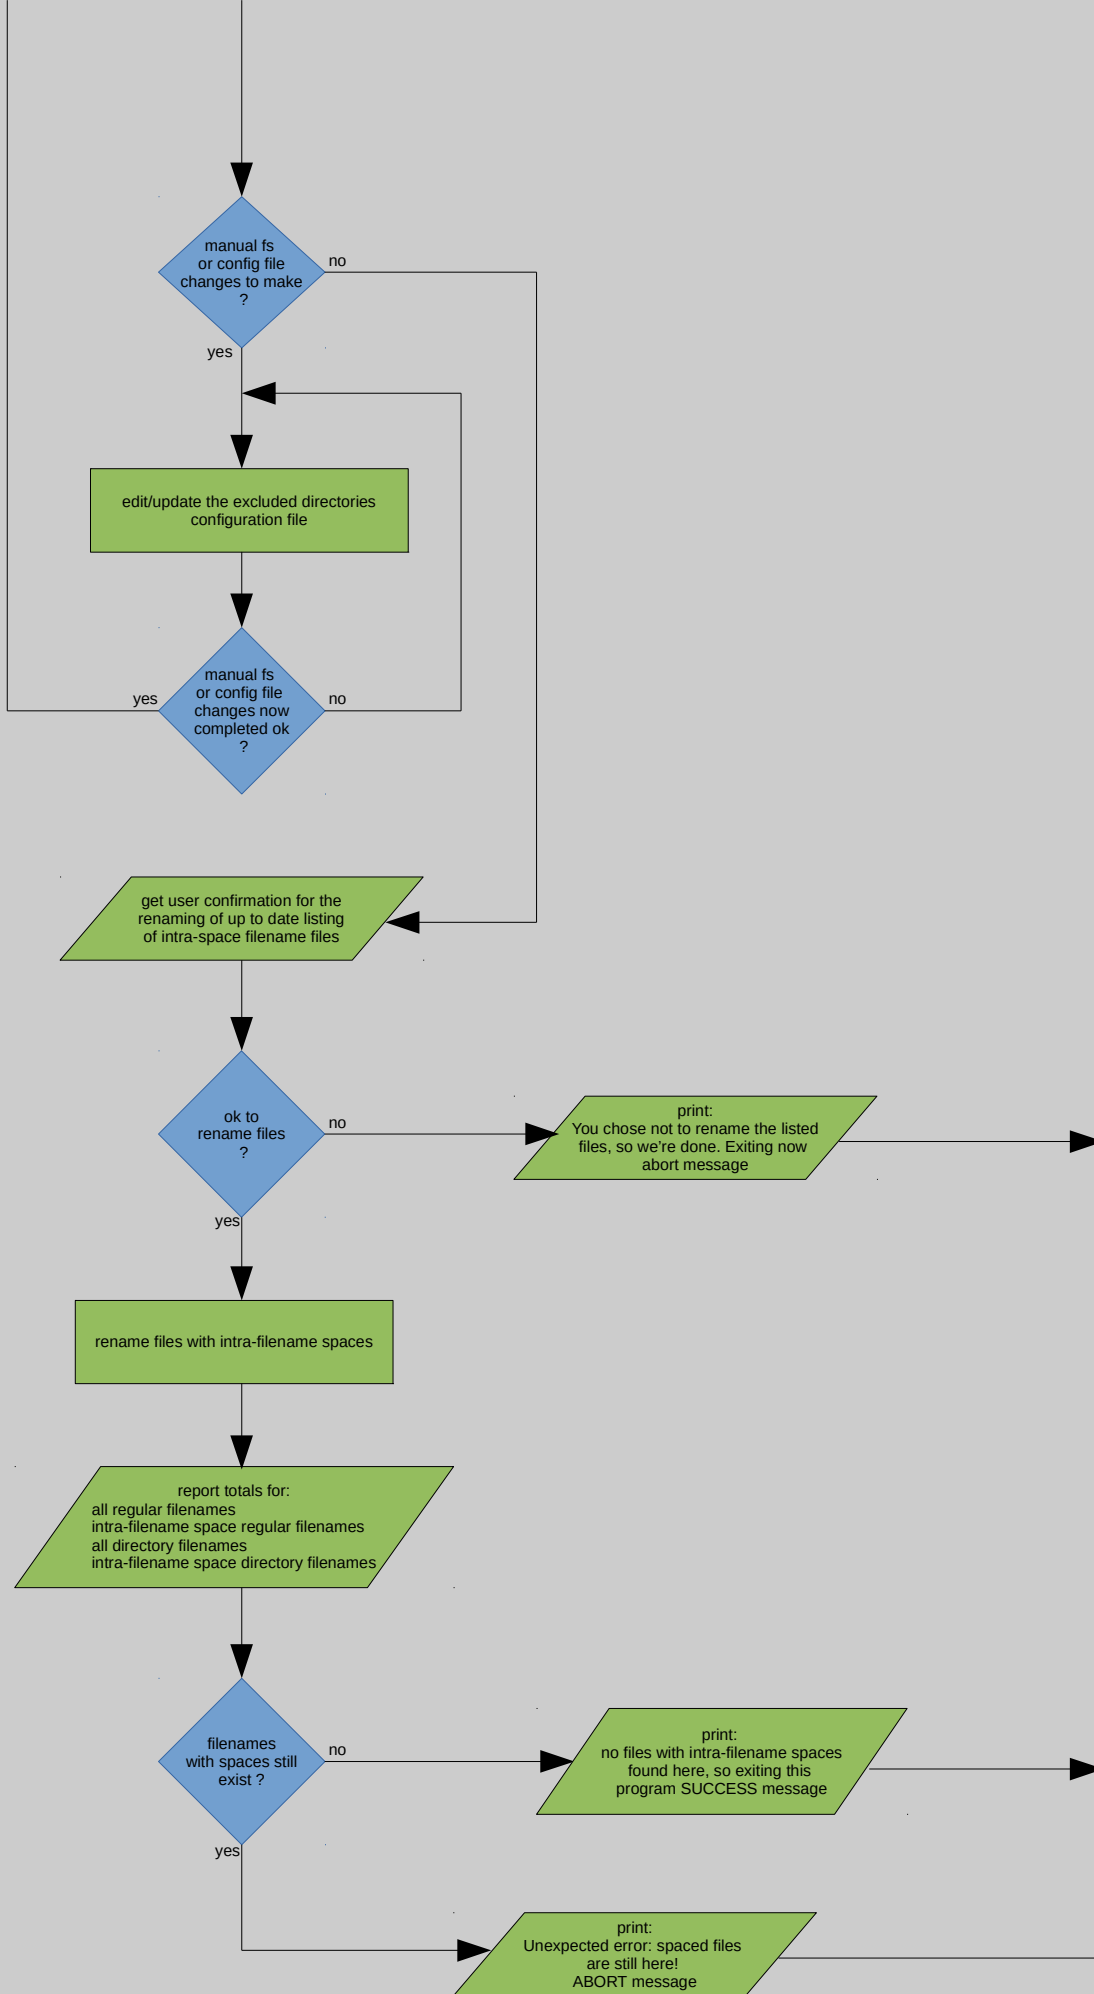 manual fs
or config file
changes to make
?
no
yes
edit/update the excluded directories
configuration file
manual fs
or config file
changes now
completed ok
?
yes
no
get user confirmation for the
renaming of up to date listing
of intra-space filename files
ok to
rename files
?
no
print:
You chose not to rename the listed
files, so we're done. Exiting now
abort message
yes
rename files with intra-filename spaces
report totals for:
all regular filenames
intra-filename space regular filenames
all directory filenames
intra-filename space directory filenames
filenames
with spaces still
exist ?
no
print:
no files with intra-filename spaces
found here, so exiting this
program SUCCESS message
yes
print:
Unexpected error: spaced files
are still here!
ABORT message